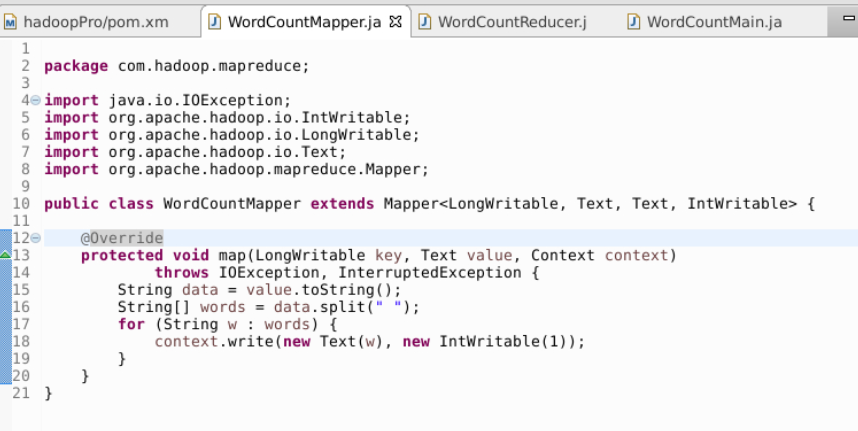 hadoopPro/pom.xm WordCountMapper.ja WordCountReducer.j WordCountMain.ja
1
2 package com.hadoop.mapreduce;
3
4 import java.io.IOException;
5 import org.apache.hadoop.io.IntWritable;
6 import org.apache.hadoop.io.LongWritable;
7 import org.apache.hadoop.io.Text;
8 import org.apache.hadoop.mapreduce.Mapper;
9
10 public class WordCountMapper extends Mapper<LongWritable, Text, Text, IntWritable> {
11
12 @Override
13 protected void map(LongWritable key, Text value, Context context)
14 throws IOException, InterruptedException {
15 String data = value.toString();
16 String[] words = data.split(" ");
17 for (String w : words) {
18 context.write(new Text(w), new IntWritable(1));
19 }
20 }
21 }